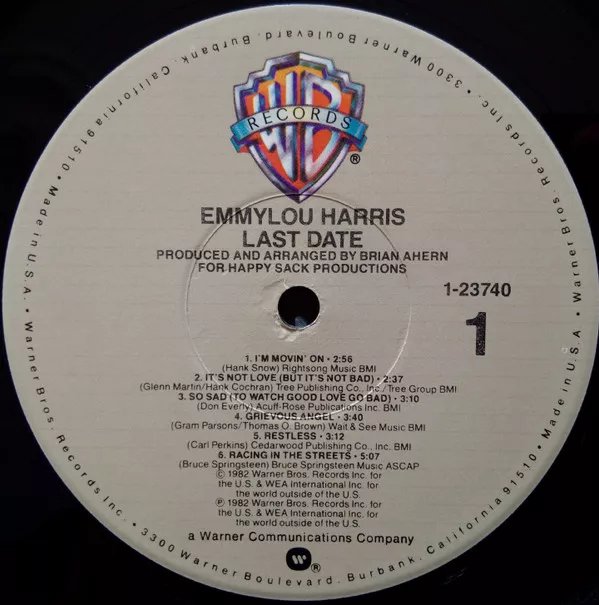 WB
RECORDS
®
EMMYLOU HARRIS
LAST DATE
PRODUCED AND ARRANGED BY BRIAN AHERN
FOR HAPPY SACK PRODUCTIONS
1-23740
1
1. I'M MOVIN' ON • 2:56
(Hank Snow) Rightsong Music BMI
2. IT'S NOT LOVE (BUT IT'S NOT BAD) • 2:37
(Glenn Martin/Hank Cochran) Tree Publishing Co., Inc./Tree Group BMI
3. SO SAD (TO WATCH GOOD LOVE GO BAD) • 3:10
(Don Everly) Acuff-Rose Publications Inc. BMI
4. GRIEVOUS ANGEL • 3:40
(Gram Parsons/Thomas O. Brown) Wait & See Music BMI
5. RESTLESS • 3:12
(Carl Perkins) Cedarwood Publishing Co., Inc. BMI
6. RACING IN THE STREETS • 5:07
(Bruce Springsteen) Bruce Springsteen Music ASCAP
© 1982 Warner Bros. Records Inc. for
the U.S. & WEA International Inc. for
the world outside of the U.S.
℗ 1982 Warner Bros. Records Inc. for
the U.S. & WEA International Inc. for
the world outside of the U.S.
a Warner Communications Company
®
Warner Bros. Records Inc. • 3300 Warner Boulevard, Burbank, California 91510 • Made in U.S.A. • Warner Bros. Records Inc. • 3300 Warner Boulevard, Burbank, California 91510 • Made in U.S.A. •